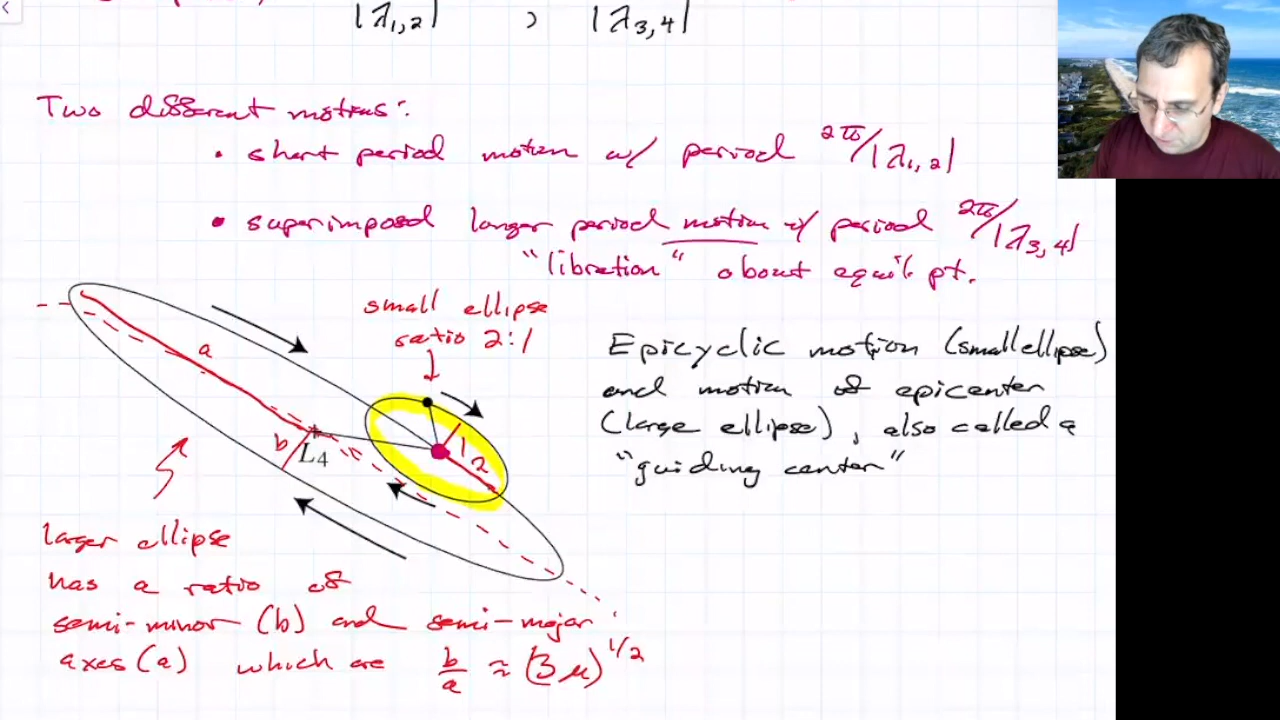 |λ1,2| , |λ3,4|
Two different motions:
• short period motion w/ period 2π/|λ1,2|
• superimposed longer period motion w/ period 2π/|λ3,4|
"libration" about equil. pt.
small ellipse
ratio 2:1
a
b
L4
1
2
Epicyclic motion (small ellipse)
and motion of epicenter
(large ellipse), also called a
"guiding center"
larger ellipse
has a ratio of
semi-minor (b) and semi-major
axes (a) which are b/a ≈ (3μ)^1/2